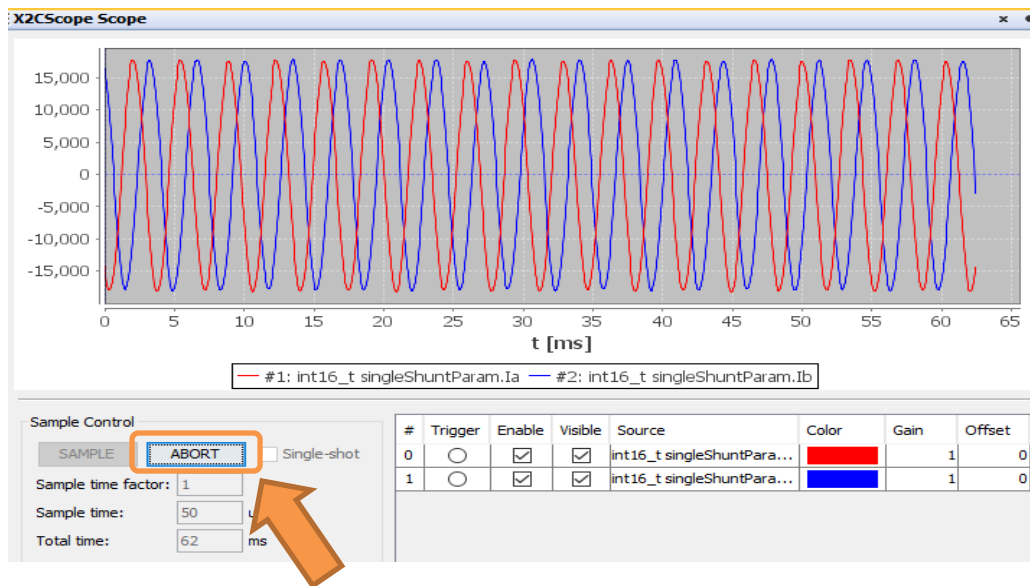 X2CScope Scope
15,000
10,000
5,000
0
-5,000
-10,000
-15,000
0 5 10 15 20 25 30 35 40 45 50 55 60 65
t [ms]
#1: int16_t singleShuntParam.Ia #2: int16_t singleShuntParam.Ib
Sample Control
SAMPLE ABORT Single-shot
Sample time factor: 1
Sample time: 50
Total time: 62 ms
# Trigger Enable Visible Source Color Gain Offset
0 int16_t singleShuntPara... 1 0
1 int16_t singleShuntPara... 1 0